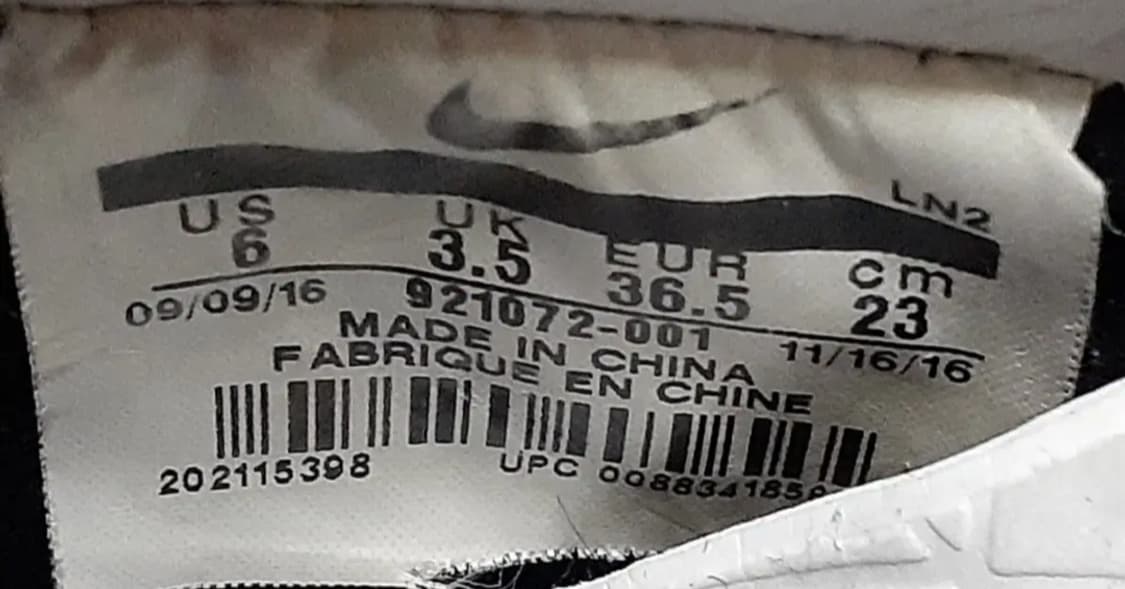 LN2
US UK EUR cm
6 3.5 36.5 23
09/09/16 921072-001 11/16/16
MADE IN CHINA
FABRIQUE EN CHINE
202115398 UPC